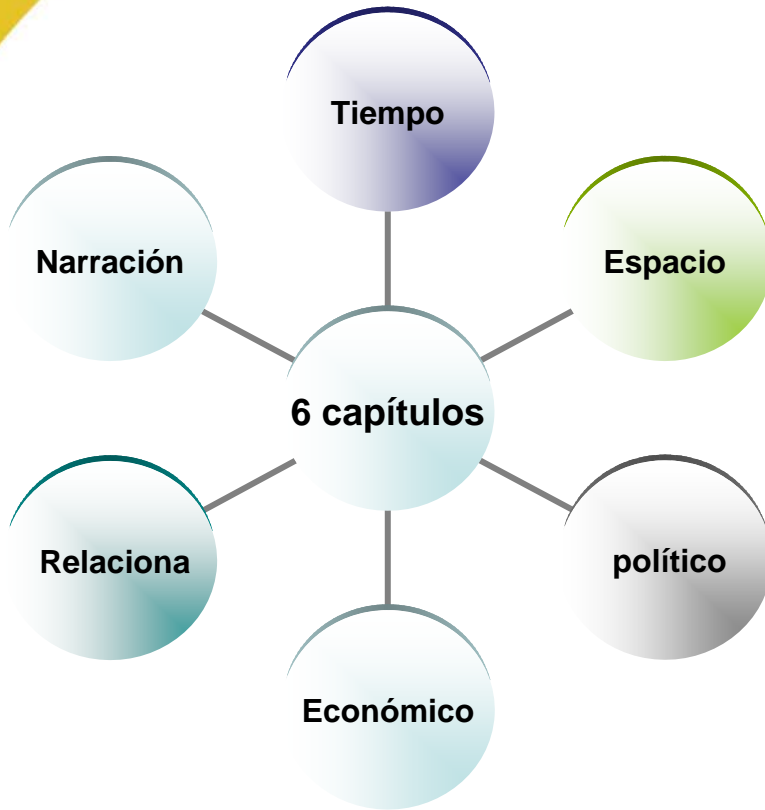 Tiempo
Espacio
político
Económico
Relaciona
Narración
6 capítulos